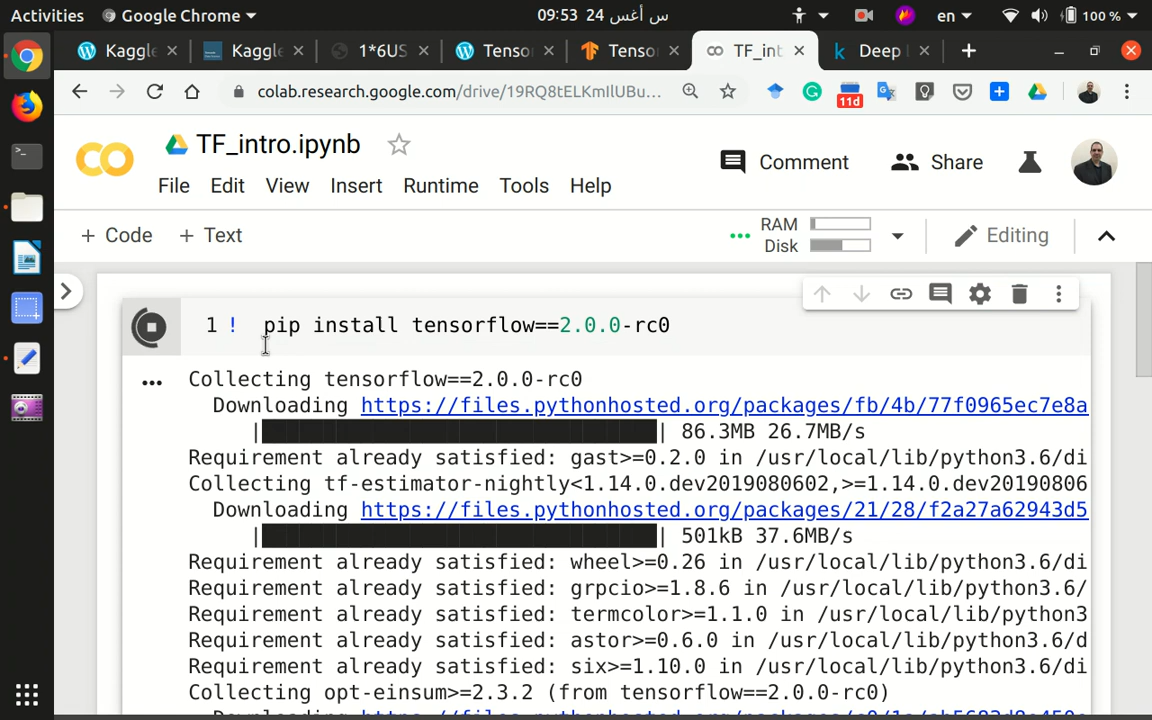 Activities Google Chrome س أغس 24 09:53 en 100 %
Kaggle Kaggle 1*6US Tenso Tenso TF_int Deep
colab.research.google.com/drive/19RQ8tELKmIlUBu... 11d
TF_intro.ipynb Comment Share
File Edit View Insert Runtime Tools Help
+ Code + Text RAM Disk Editing
1 ! pip install tensorflow==2.0.0-rc0
Collecting tensorflow==2.0.0-rc0
Downloading https://files.pythonhosted.org/packages/fb/4b/77f0965ec7e8a
86.3MB 26.7MB/s
Requirement already satisfied: gast>=0.2.0 in /usr/local/lib/python3.6/di
Collecting tf-estimator-nightly<1.14.0.dev2019080602,>=1.14.0.dev20190806
Downloading https://files.pythonhosted.org/packages/21/28/f2a27a62943d5
501kB 37.6MB/s
Requirement already satisfied: wheel>=0.26 in /usr/local/lib/python3.6/di
Requirement already satisfied: grpcio>=1.8.6 in /usr/local/lib/python3.6/
Requirement already satisfied: termcolor>=1.1.0 in /usr/local/lib/python3
Requirement already satisfied: astor>=0.6.0 in /usr/local/lib/python3.6/d
Requirement already satisfied: six>=1.10.0 in /usr/local/lib/python3.6/di
Collecting opt-einsum>=2.3.2 (from tensorflow==2.0.0-rc0)